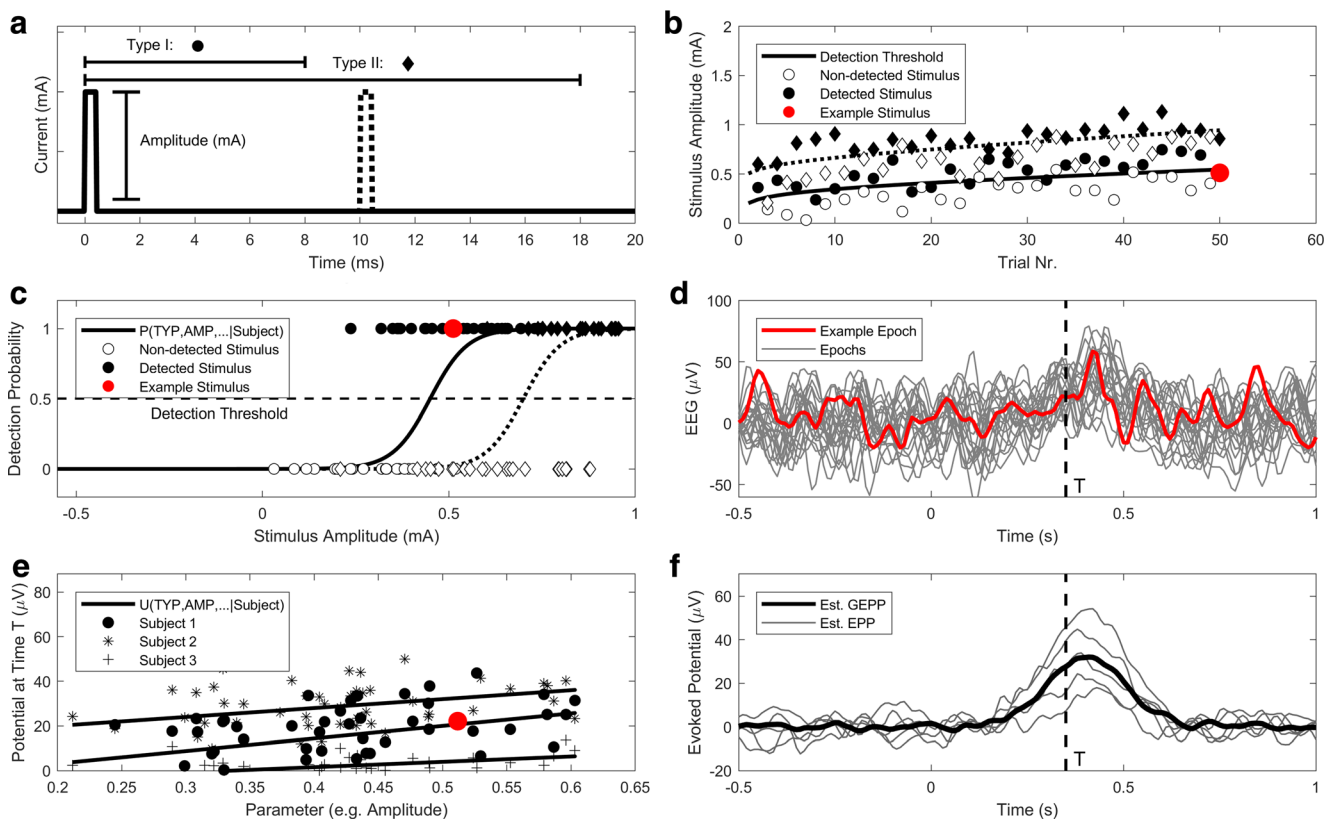 a
Type I:
Type II:
Amplitude (mA)
Current (mA)
0 2 4 6 8 10 12 14 16 18 20
Time (ms)
b
2
1.5
1
0.5
0
Stimulus Amplitude (mA)
Detection Threshold
Non-detected Stimulus
Detected Stimulus
Example Stimulus
0 10 20 30 40 50 60
Trial Nr.
c
1
0.5
0
Detection Probability
P(TYP,AMP,...|Subject)
Non-detected Stimulus
Detected Stimulus
Example Stimulus
Detection Threshold
-0.5 0 0.5 1
Stimulus Amplitude (mA)
d
100
50
0
-50
EEG (μV)
Example Epoch
Epochs
T
-0.5 0 0.5 1
Time (s)
e
80
60
40
20
0
Potential at Time T (μV)
U(TYP,AMP,...|Subject)
Subject 1
Subject 2
Subject 3
0.2 0.25 0.3 0.35 0.4 0.45 0.5 0.55 0.6 0.65
Parameter (e.g. Amplitude)
f
60
40
20
0
-20
Evoked Potential (μV)
Est. GEPP
Est. EPP
T
-0.5 0 0.5 1
Time (s)